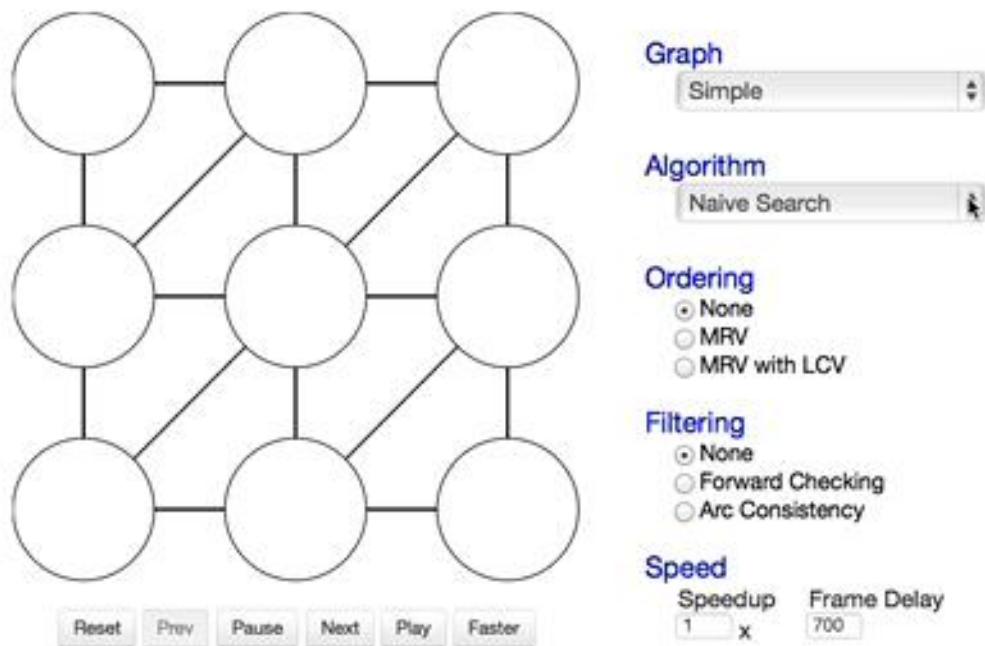 Graph
Simple
Algorithm
Naive Search
Ordering
None
MRV
MRV with LCV
Filtering
None
Forward Checking
Arc Consistency
Speed
Speedup Frame Delay
1 x 700
Reset Prev Pause Next Play Faster